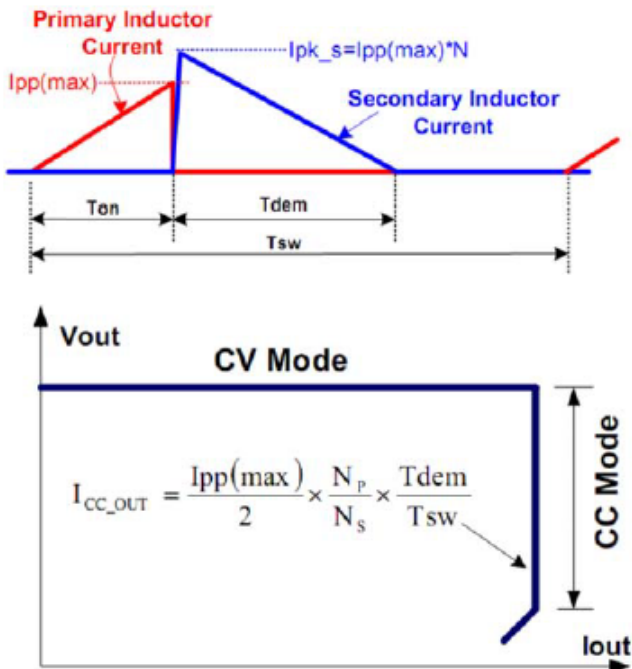 Primary Inductor
Current
Ipp(max)
Ipk_s=Ipp(max)*N
Secondary Inductor
Current
Ton
Tdem
Tsw
Vout
CV Mode
I_CC_OUT = Ipp(max)/2 × N_P/N_S × Tdem/Tsw
CC Mode
Iout